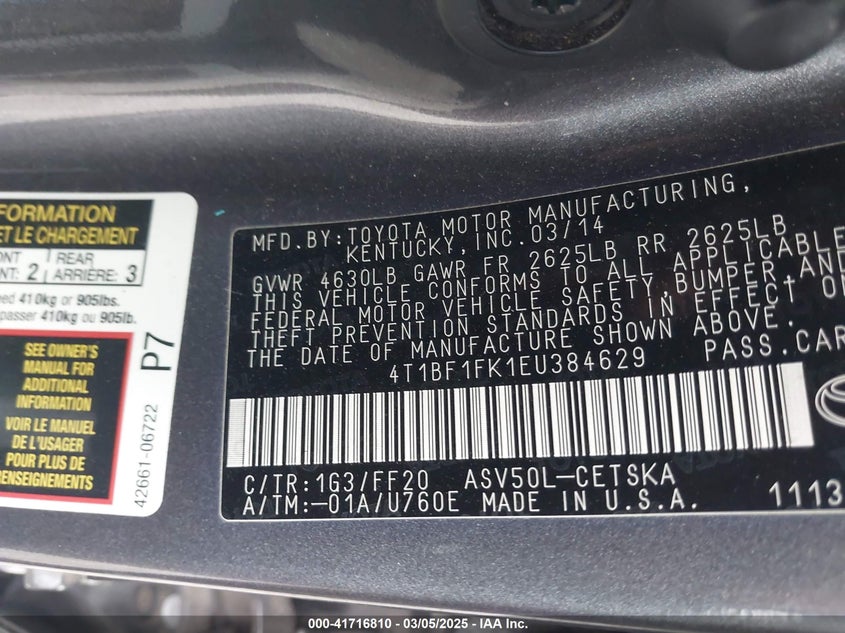 FORMATION
ET LE CHARGEMENT
ONT REAR
NT: 2 ARRIÈRE: 3
eed 410kg or 905lbs.
passer 410kg ou 905lb.
SEE OWNER'S
MANUAL FOR
ADDITIONAL
INFORMATION
VOIR LE MANUEL
DE L'USAGER
POUR PLUS DE
RENSEIGNEMENTS
P7
42661-06722
MFD.BY:TOYOTA MOTOR MANUFACTURING,
KENTUCKY,INC.03/14
GVWR 4630LB GAWR FR 2625LB RR 2625LB
THIS VEHICLE CONFORMS TO ALL APPLICABLE
FEDERAL MOTOR VEHICLE SAFETY,BUMPER,AND
THEFT PREVENTION STANDARDS IN EFFECT ON
THE DATE OF MANUFACTURE SHOWN ABOVE.
4T1BF1FK1EU384629 PASS.CAR
C/TR:1G3/FF20 ASV50L-CETSKA
A/TM:-01A/U760E MADE IN U.S.A. 1113
000-41716810 — 03/05/2025 — IAA Inc.